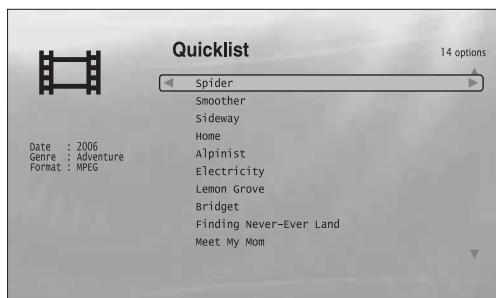 Quicklist
14 options
Spider
Smoother
Sideway
Home
Alpinist
Electricity
Lemon Grove
Bridget
Finding Never-Ever Land
Meet My Mom
Date : 2006
Genre : Adventure
Format : MPEG